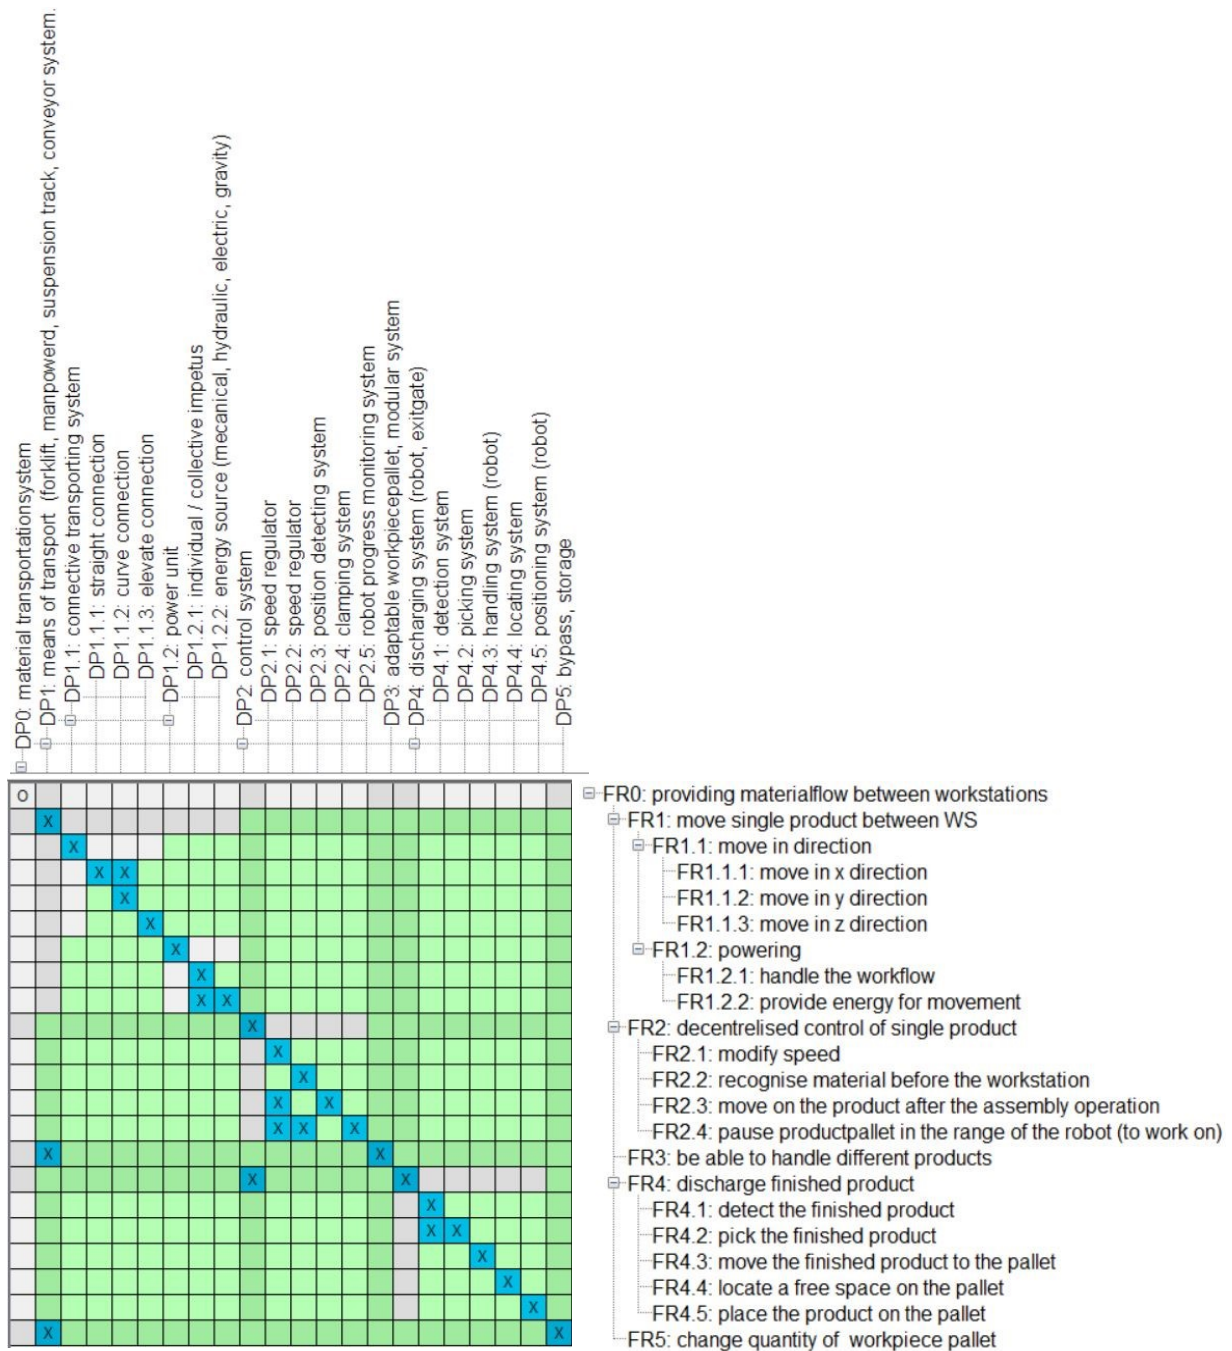 DP0: material transportationsystem
DP1: means of transport (forklift, manpowerd, suspension track, conveyor system.
DP1.1: connective transporting system
DP1.1.1: straight connection
DP1.1.2: curve connection
DP1.1.3: elevate connection
DP1.2: power unit
DP1.2.1: individual / collective impetus
DP1.2.2: energy source (mecanical, hydraulic, electric, gravity)
DP2: control system
DP2.1: speed regulator
DP2.2: speed regulator
DP2.3: position detecting system
DP2.4: clamping system
DP2.5: robot progress monitoring system
DP3: adaptable workpiecepallet, modular system
DP4: discharging system (robot, exitgate)
DP4.1: detection system
DP4.2: picking system
DP4.3: handling system (robot)
DP4.4: locating system
DP4.5: positioning system (robot)
DP5: bypass, storage
O FR0: providing materialflow between workstations
X FR1: move single product between WS
X FR1.1: move in direction
X X FR1.1.1: move in x direction
X FR1.1.2: move in y direction
X FR1.1.3: move in z direction
X FR1.2: powering
X FR1.2.1: handle the workflow
X X FR1.2.2: provide energy for movement
X FR2: decentrelised control of single product
X FR2.1: modify speed
X FR2.2: recognise material before the workstation
X X FR2.3: move on the product after the assembly operation
X X X FR2.4: pause productpallet in the range of the robot (to work on)
X X FR3: be able to handle different products
X X FR4: discharge finished product
X FR4.1: detect the finished product
X X FR4.2: pick the finished product
X FR4.3: move the finished product to the pallet
X FR4.4: locate a free space on the pallet
X FR4.5: place the product on the pallet
X X FR5: change quantity of workpiece pallet